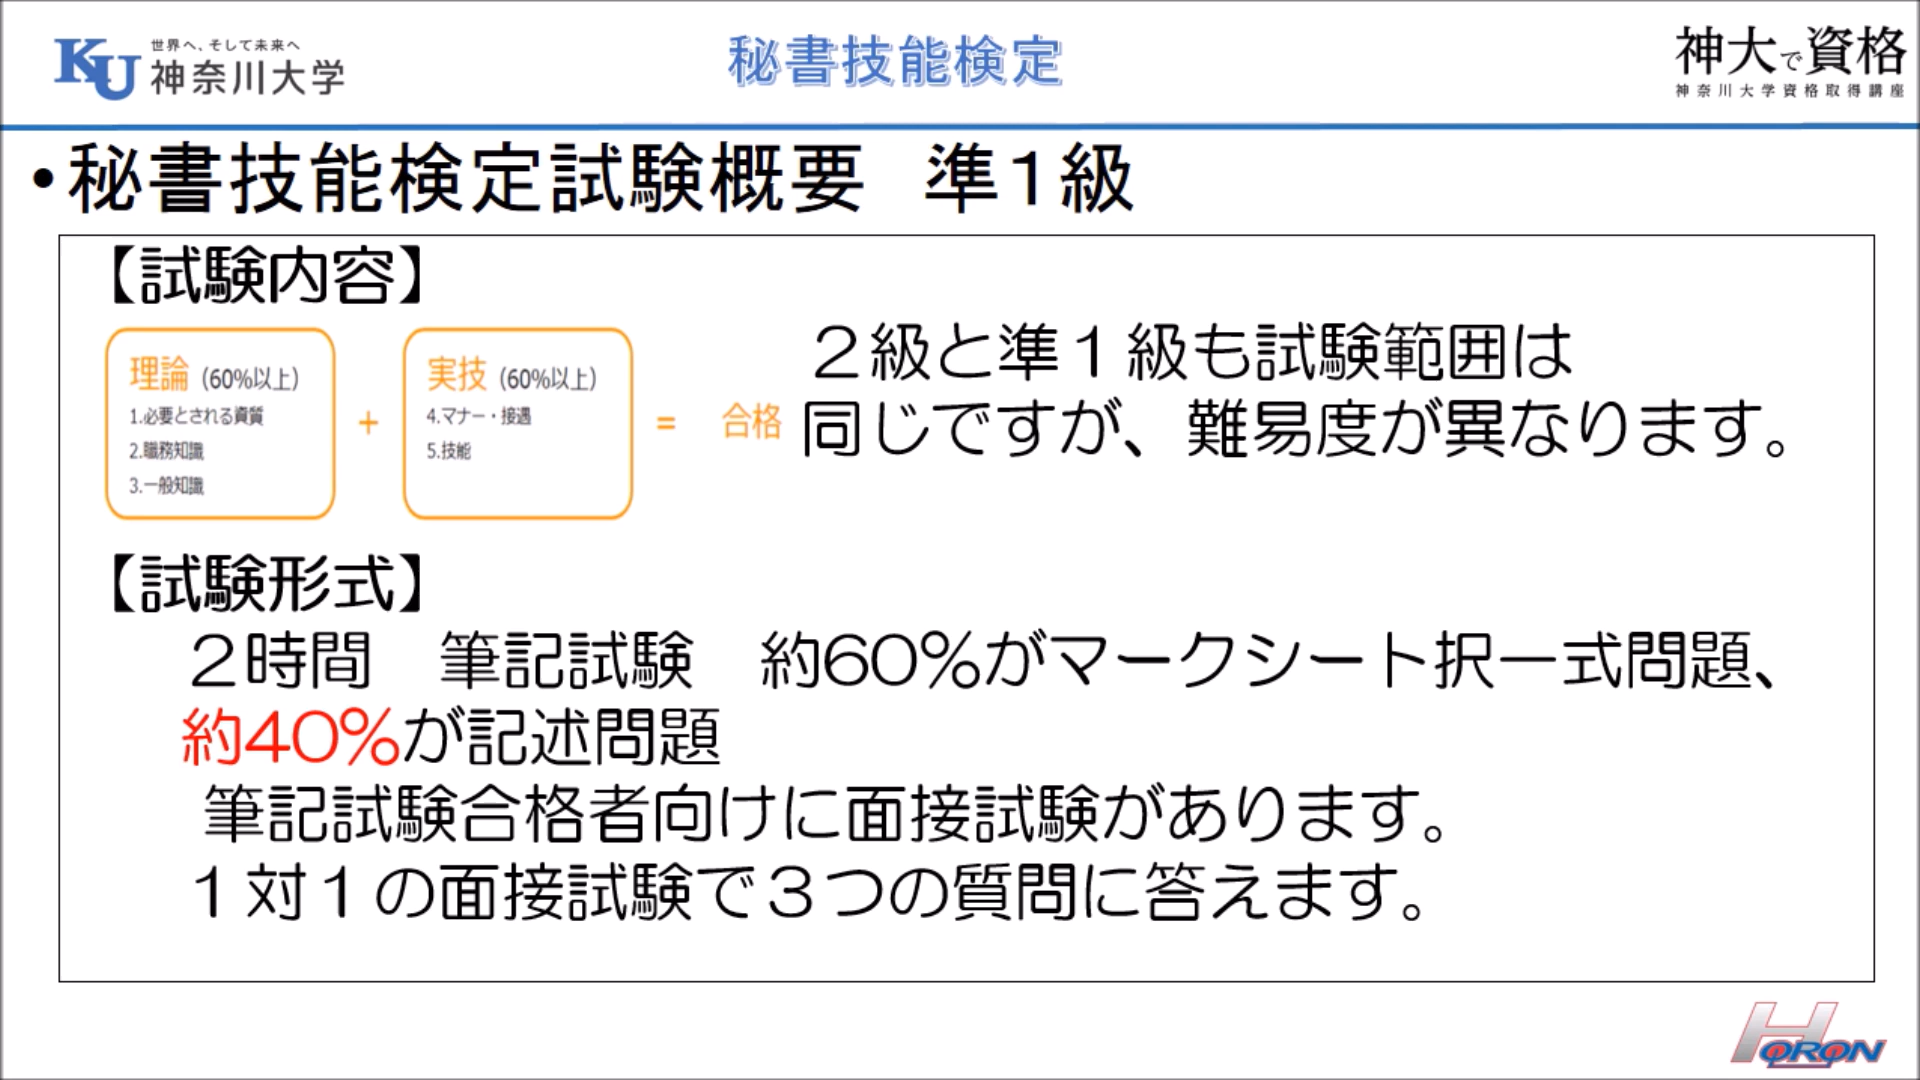 KU
世界へ、そして未来へ
神奈川大学
秘書技能検定
神大で資格
神奈川大学資格取得講座
•秘書技能検定試験概要　準1級
【試験内容】
理論（60%以上）
1.必要とされる資質
2.職務知識
3.一般知識
+
実技（60%以上）
4.マナー・接遇
5.技能
=
合格
２級と準１級も試験範囲は
同じですが、難易度が異なります。
【試験形式】
２時間　筆記試験　約60%がマークシート択一式問題、
約40%が記述問題
筆記試験合格者向けに面接試験があります。
１対１の面接試験で３つの質問に答えます。
HORON